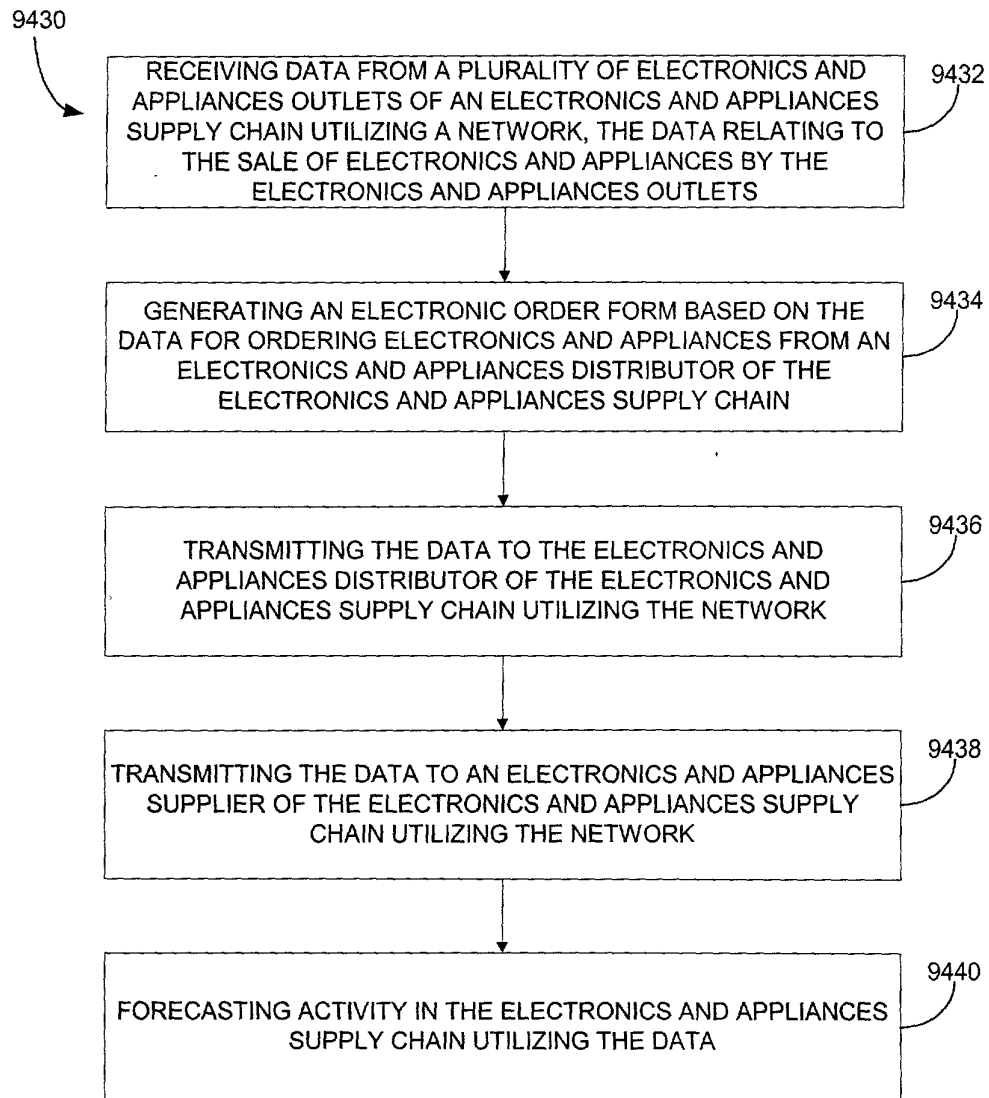 9430
RECEIVING DATA FROM A PLURALITY OF ELECTRONICS AND
APPLIANCES OUTLETS OF AN ELECTRONICS AND APPLIANCES
SUPPLY CHAIN UTILIZING A NETWORK, THE DATA RELATING TO
THE SALE OF ELECTRONICS AND APPLIANCES BY THE
ELECTRONICS AND APPLIANCES OUTLETS
9432
GENERATING AN ELECTRONIC ORDER FORM BASED ON THE
DATA FOR ORDERING ELECTRONICS AND APPLIANCES FROM AN
ELECTRONICS AND APPLIANCES DISTRIBUTOR OF THE
ELECTRONICS AND APPLIANCES SUPPLY CHAIN
9434
TRANSMITTING THE DATA TO THE ELECTRONICS AND
APPLIANCES DISTRIBUTOR OF THE ELECTRONICS AND
APPLIANCES SUPPLY CHAIN UTILIZING THE NETWORK
9436
TRANSMITTING THE DATA TO AN ELECTRONICS AND APPLIANCES
SUPPLIER OF THE ELECTRONICS AND APPLIANCES SUPPLY
CHAIN UTILIZING THE NETWORK
9438
FORECASTING ACTIVITY IN THE ELECTRONICS AND APPLIANCES
SUPPLY CHAIN UTILIZING THE DATA
9440